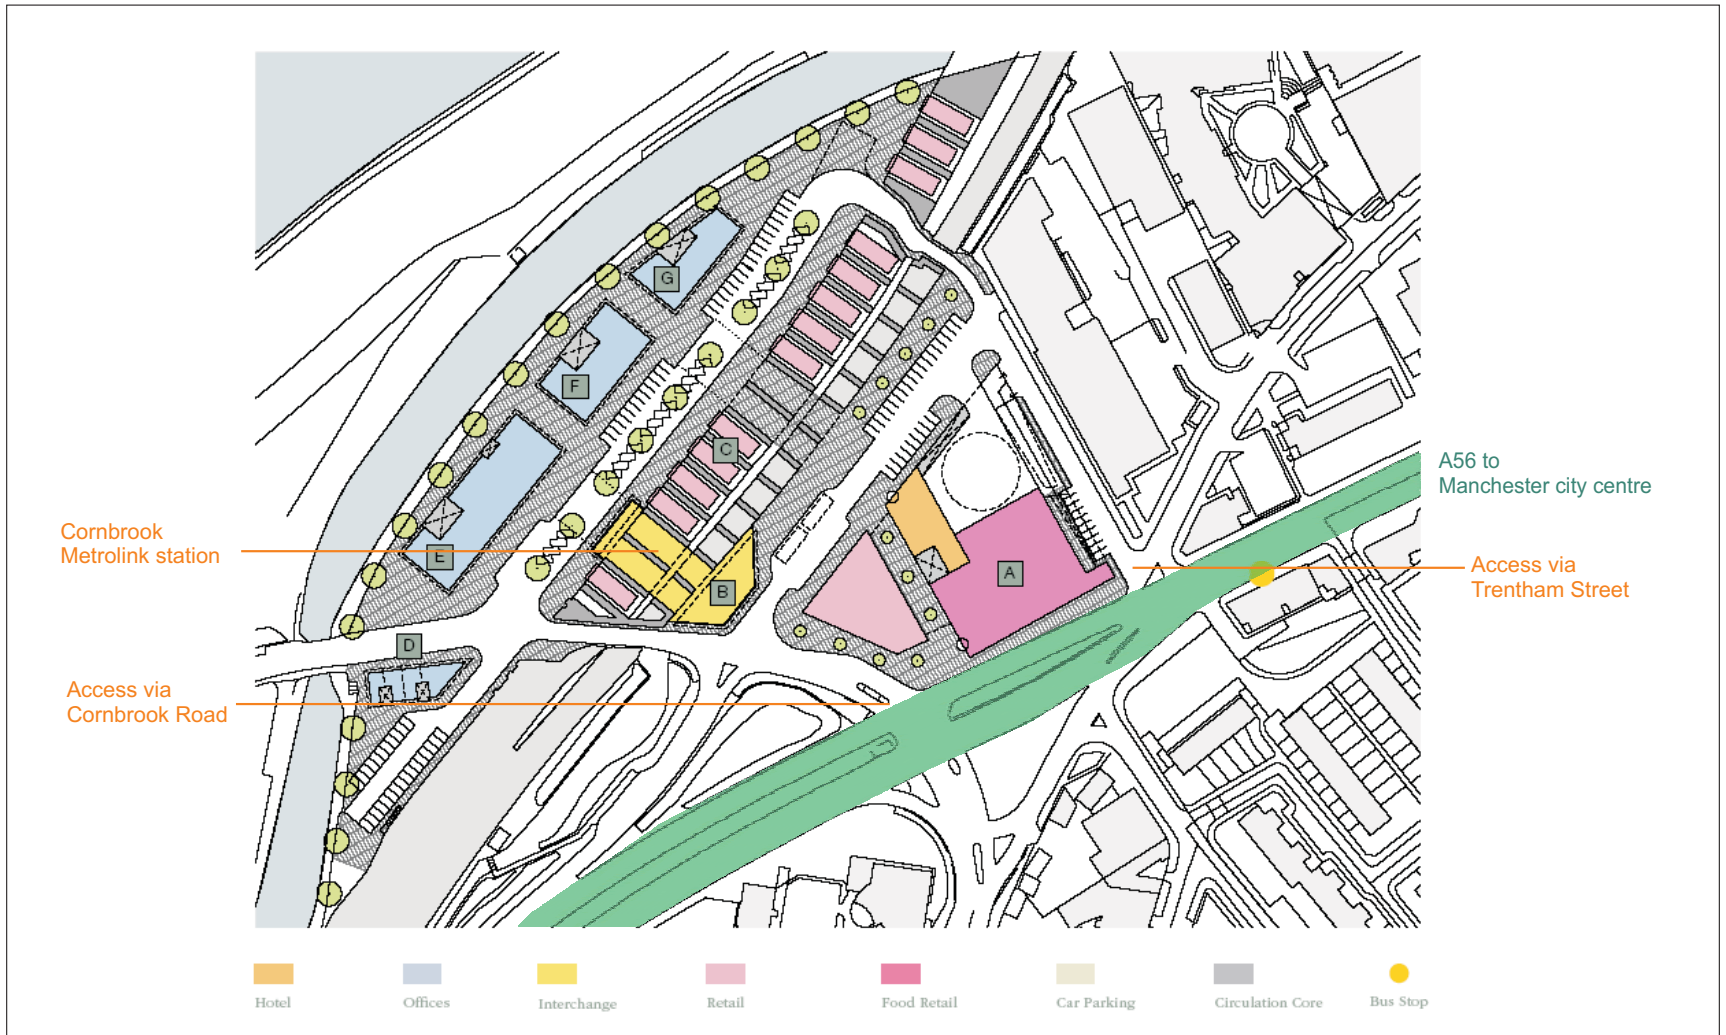 G
F
C
A56 to
Manchester city centre
Cornbrook
Metrolink station
E
A
Access via
Trentham Street
B
D
Access via
Cornbrook Road
Hotel
Offices
Interchange
Retail
Food Retail
Car Parking
Circulation Core
Bus Stop